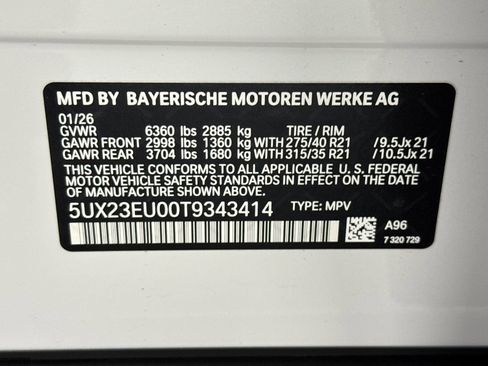 MFD BY BAYERISCHE MOTOREN WERKE AG
01/26
GVWR 6360 lbs 2885 kg TIRE / RIM
GAWR FRONT 2998 lbs 1360 kg WITH 275/40 R21 / 9.5Jx 21
GAWR REAR 3704 lbs 1680 kg WITH 315/35 R21 / 10.5Jx 21
THIS VEHICLE CONFORMS TO ALL APPLICABLE U. S. FEDERAL
MOTOR VEHICLE SAFETY STANDARDS IN EFFECT ON THE DATE
OF MANUFACTURE SHOWN ABOVE.
5UX23EU00T9343414 TYPE: MPV
A96
7 320 729